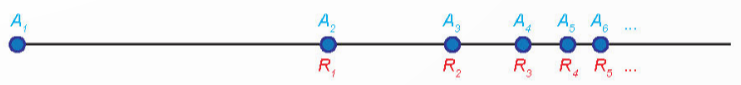 A₁ A₂ A₃ A₄ A₅ A₆ ...
R₁ R₂ R₃ R₄ R₅ ...